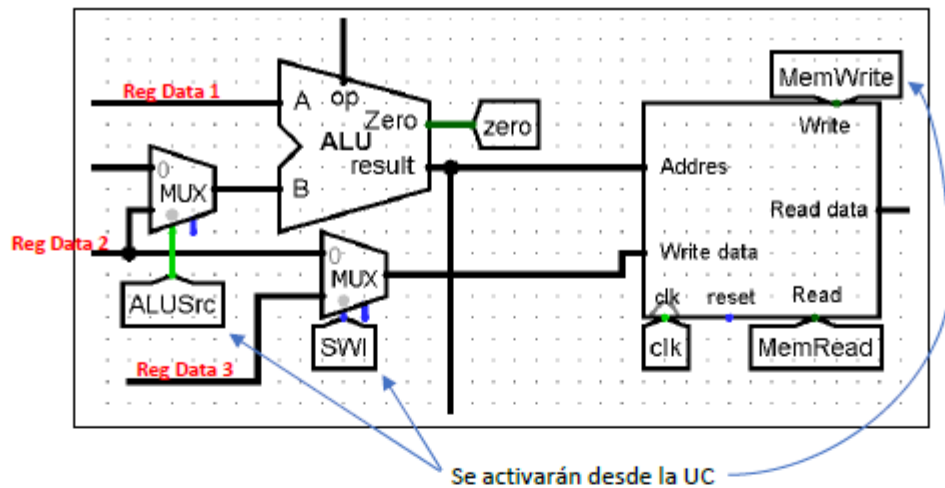 MemWrite
Reg Data 1
A
op
Zero
zero
Write
ALU
result
0
MUX
B
Addres
Read data
Reg Data 2
0
MUX
Write data
ALUSrc
clk
reset
Read
SWI
clk
MemRead
Reg Data 3
Se activarán desde la UC